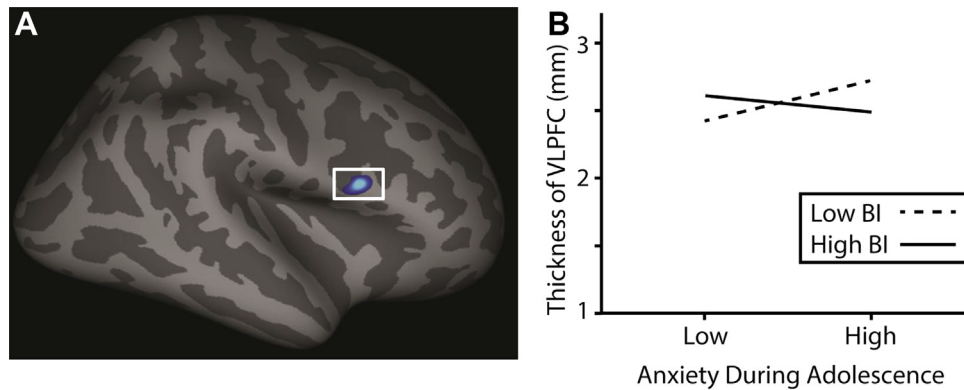 A
B
Thickness of VLPFC (mm)
3
2
1
Low BI
High BI
Low High
Anxiety During Adolescence